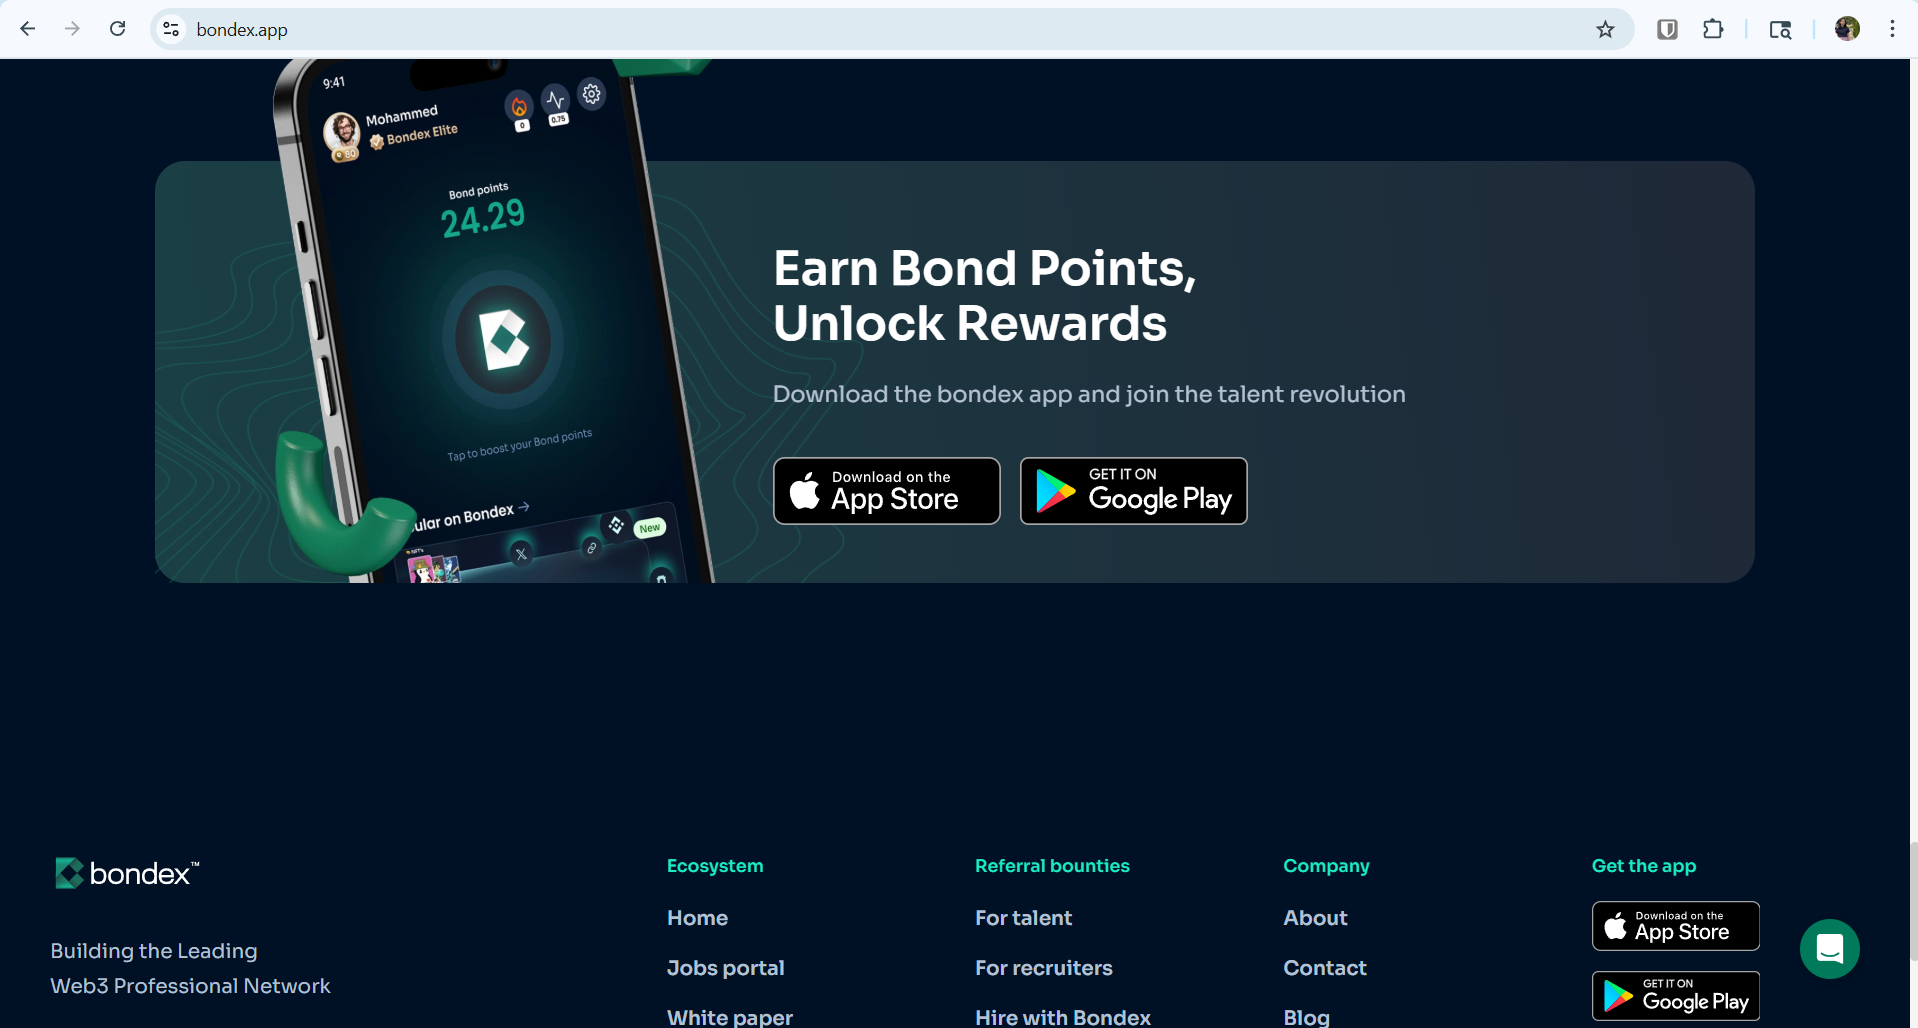 bondex.app
9:41
Mohammed
Bondex Elite
80
0
0.75
Bond points
24.29
Tap to boost your Bond points
ular on Bondex →
New
NFT's
Earn Bond Points,
Unlock Rewards
Download the bondex app and join the talent revolution
Download on the
App Store
GET IT ON
Google Play
bondex™
Building the Leading
Web3 Professional Network
Ecosystem
Home
Jobs portal
White paper
Referral bounties
For talent
For recruiters
Hire with Bondex
Company
About
Contact
Blog
Get the app
Download on the
App Store
GET IT ON
Google Play